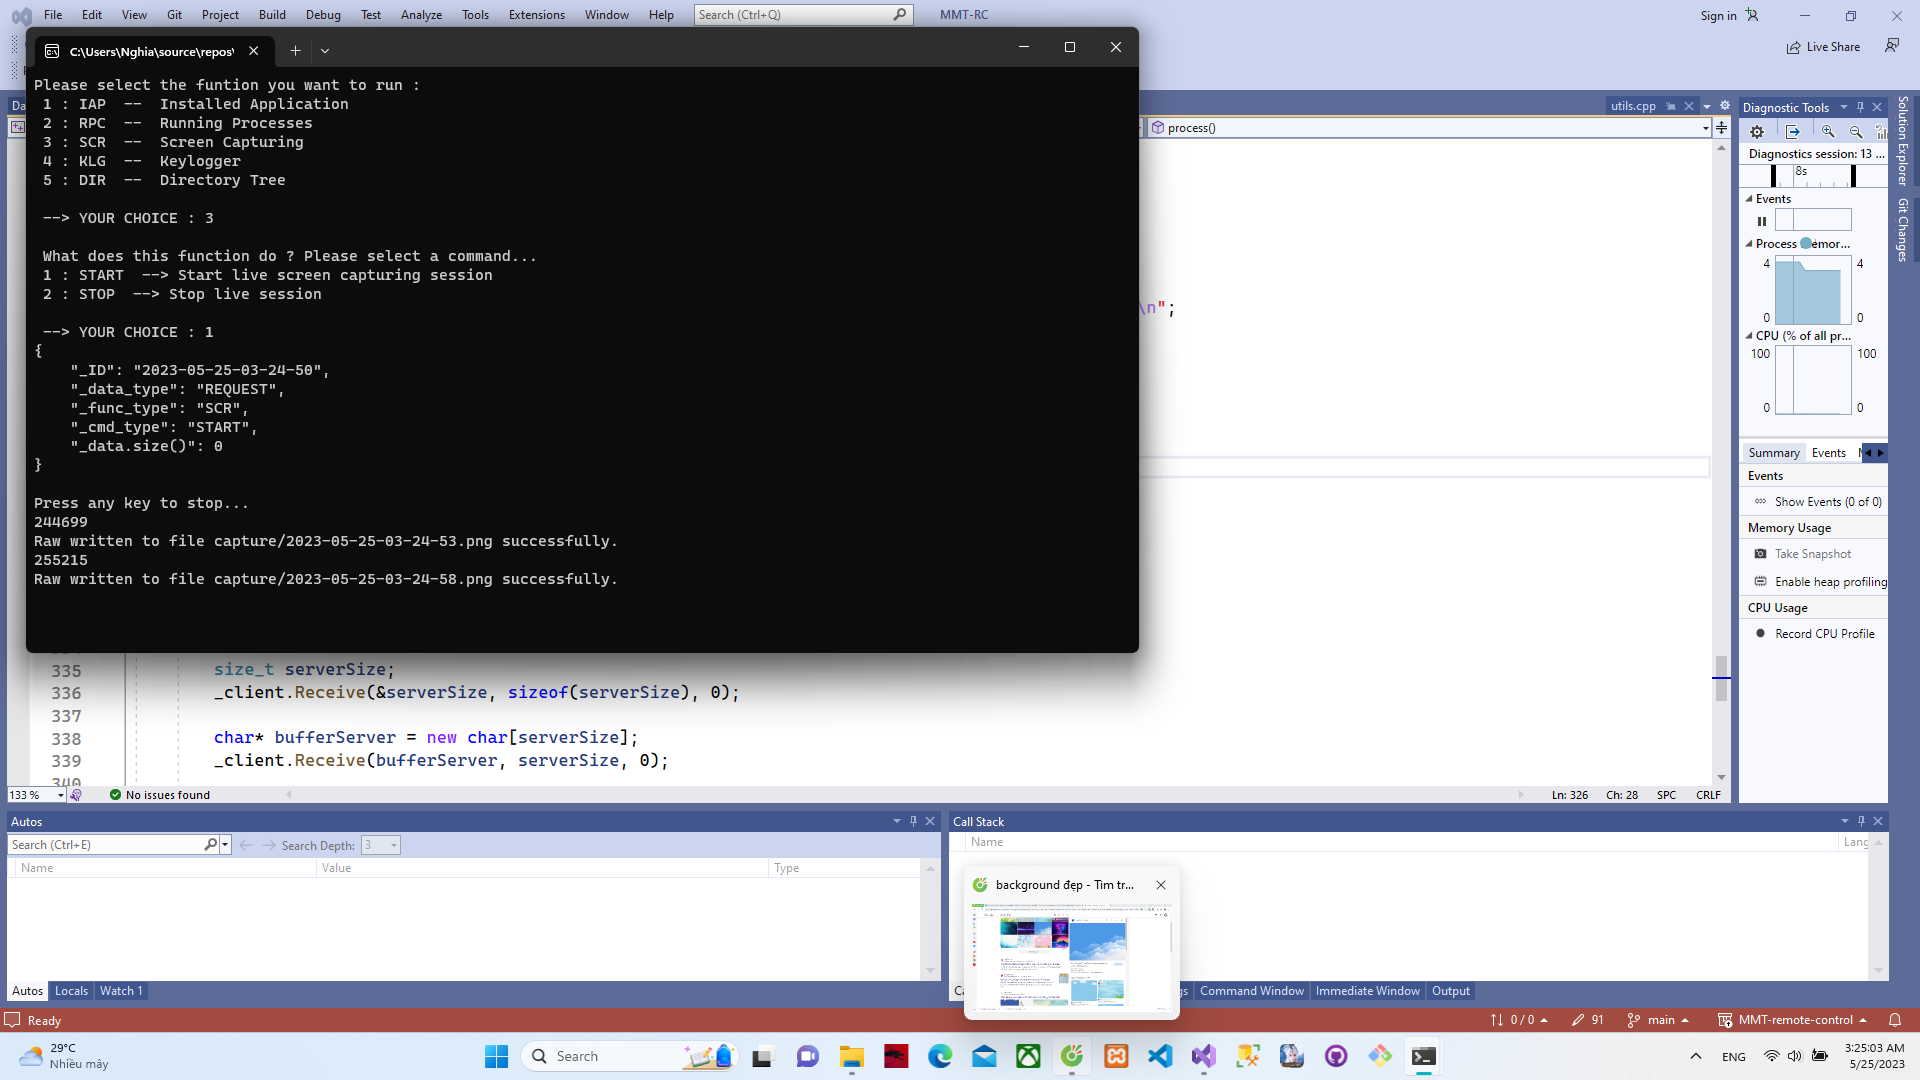 File Edit View Git Project Build Debug Test Analyze Tools Extensions Window Help Search (Ctrl+Q) MMT-RC Sign in
Live Share
C:\Users\Nghia\source\repos\
Please select the funtion you want to run :
1 : IAP -- Installed Application
2 : RPC -- Running Processes
3 : SCR -- Screen Capturing
4 : KLG -- Keylogger
5 : DIR -- Directory Tree
--> YOUR CHOICE : 3
What does this function do ? Please select a command...
1 : START --> Start live screen capturing session
2 : STOP --> Stop live session
--> YOUR CHOICE : 1
{
"_ID": "2023-05-25-03-24-50",
"_data_type": "REQUEST",
"_func_type": "SCR",
"_cmd_type": "START",
"_data.size()": 0
}
Press any key to stop...
244699
Raw written to file capture/2023-05-25-03-24-53.png successfully.
255215
Raw written to file capture/2023-05-25-03-24-58.png successfully.
utils.cpp
process()
\n";
335 size_t serverSize;
336 _client.Receive(&serverSize, sizeof(serverSize), 0);
337
338 char* bufferServer = new char[serverSize];
339 _client.Receive(bufferServer, serverSize, 0);
340
133 % No issues found Ln: 326 Ch: 28 SPC CRLF
Diagnostic Tools
Diagnostics session: 13 ...
8s
Events
Process Memor...
4 4
0 0
CPU (% of all pr...
100 100
0 0
Summary Events
Events
Show Events (0 of 0)
Memory Usage
Take Snapshot
Enable heap profiling
CPU Usage
Record CPU Profile
Solution Explorer
Git Changes
Autos
Search (Ctrl+E) Search Depth: 3
Name Value Type
Autos Locals Watch 1
Call Stack
Name Lang
background đẹp - Tìm tr...
Command Window Immediate Window Output
Ready 0 / 0 91 main MMT-remote-control
29°C
Nhiều mây
Search
ENG
3:25:03 AM
5/25/2023